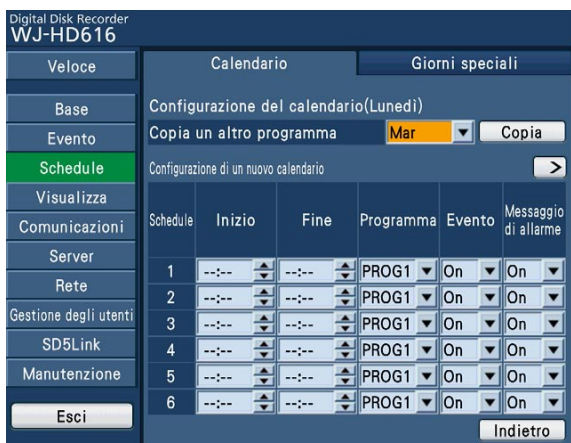 Digital Disk Recorder
WJ-HD616
Veloce
Base
Evento
Schedule
Visualizza
Comunicazioni
Server
Rete
Gestione degli utenti
SD5Link
Manutenzione
Esci
Calendario Giorni speciali
Configurazione del calendario(Lunedì)
Copia un altro programma Mar Copia
Configurazione di un nuovo calendario >
Schedule Inizio Fine Programma Evento Messaggio di allarme
1 --:-- --:-- PROG1 On On
2 --:-- --:-- PROG1 On On
3 --:-- --:-- PROG1 On On
4 --:-- --:-- PROG1 On On
5 --:-- --:-- PROG1 On On
6 --:-- --:-- PROG1 On On
Indietro